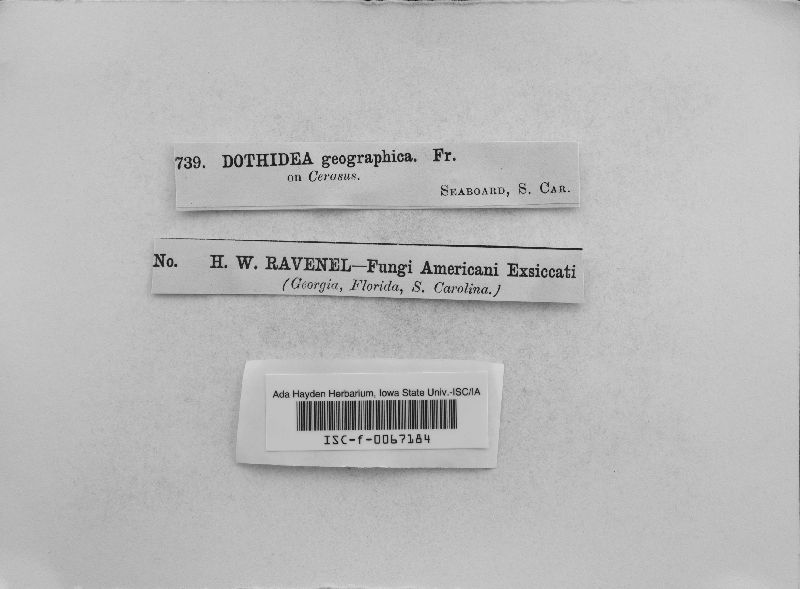 739. DOTHIDEA geographica. Fr.
on Cerasus.
SEABOARD, S. CAR.
No. H. W. RAVENEL—Fungi Americani Exsiccati
(Georgia, Florida, S. Carolina.)
Ada Hayden Herbarium, Iowa State Univ.-ISC/IA
ISC-f-0067184